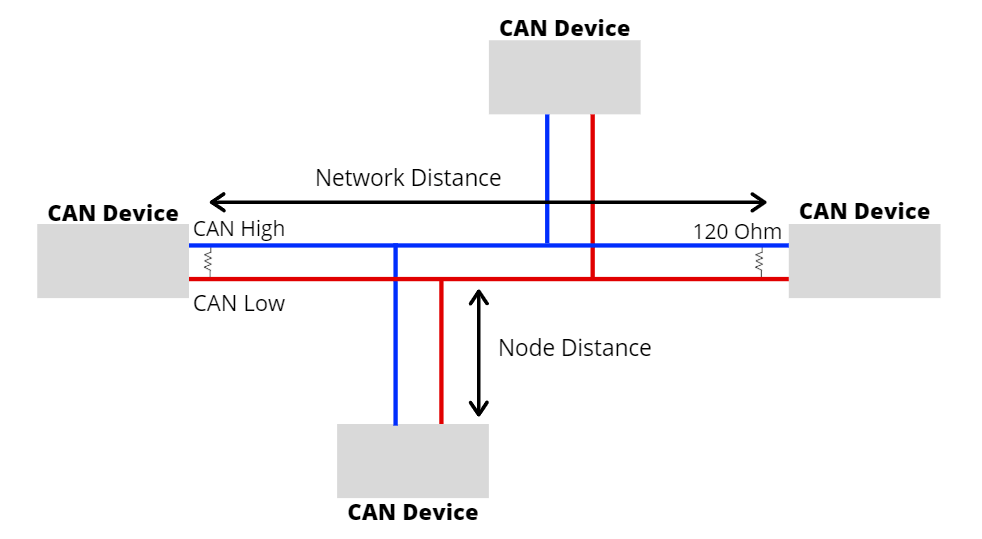 CAN Device
Network Distance
CAN Device
CAN Device
CAN High
120 Ohm
CAN Low
Node Distance
CAN Device